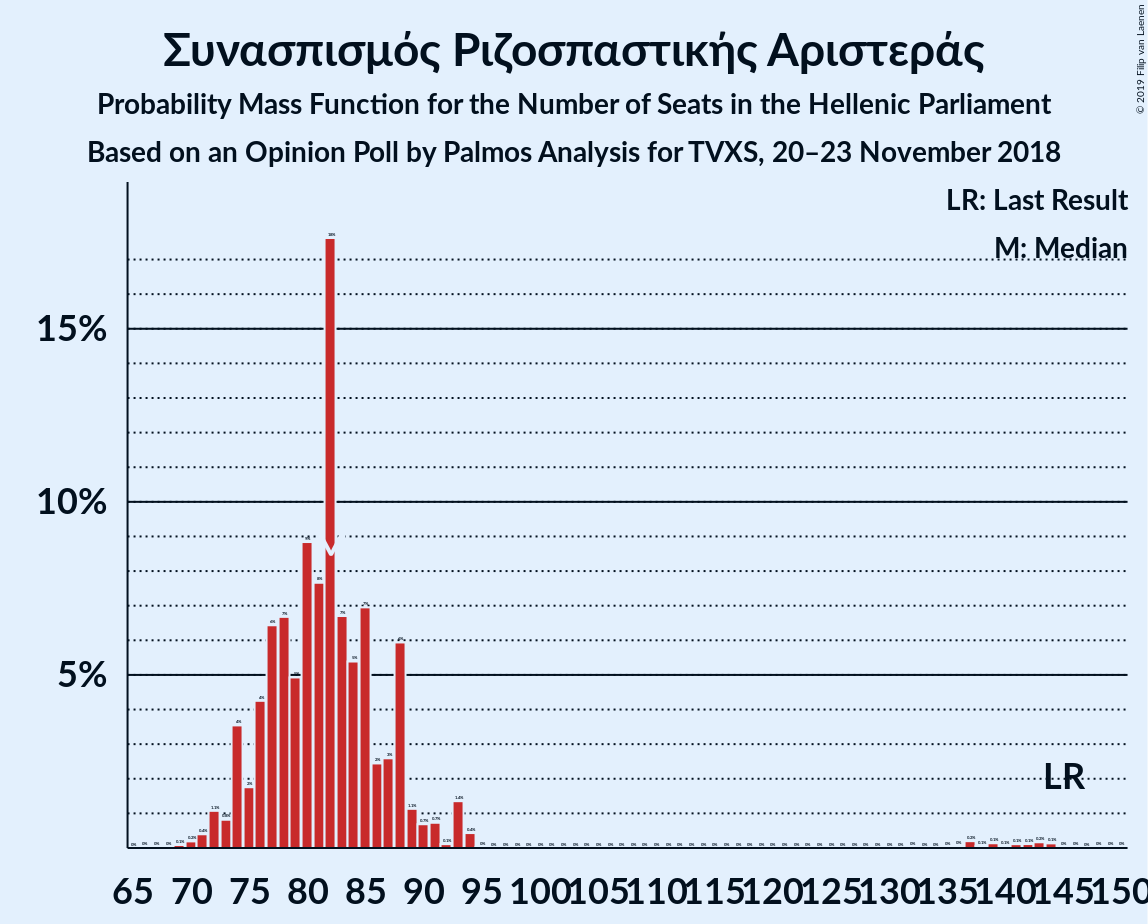 Συνασπισμός Ριζοσπαστικής Αριστεράς
Probability Mass Function for the Number of Seats in the Hellenic Parliament
Based on an Opinion Poll by Palmos Analysis for TVXS, 20–23 November 2018
© 2019 Filip van Laenen
LR: Last Result
M: Median
15%
10%
5%
LR
65 70 75 80 85 90 95 100 105 110 115 120 125 130 135 140 145 150